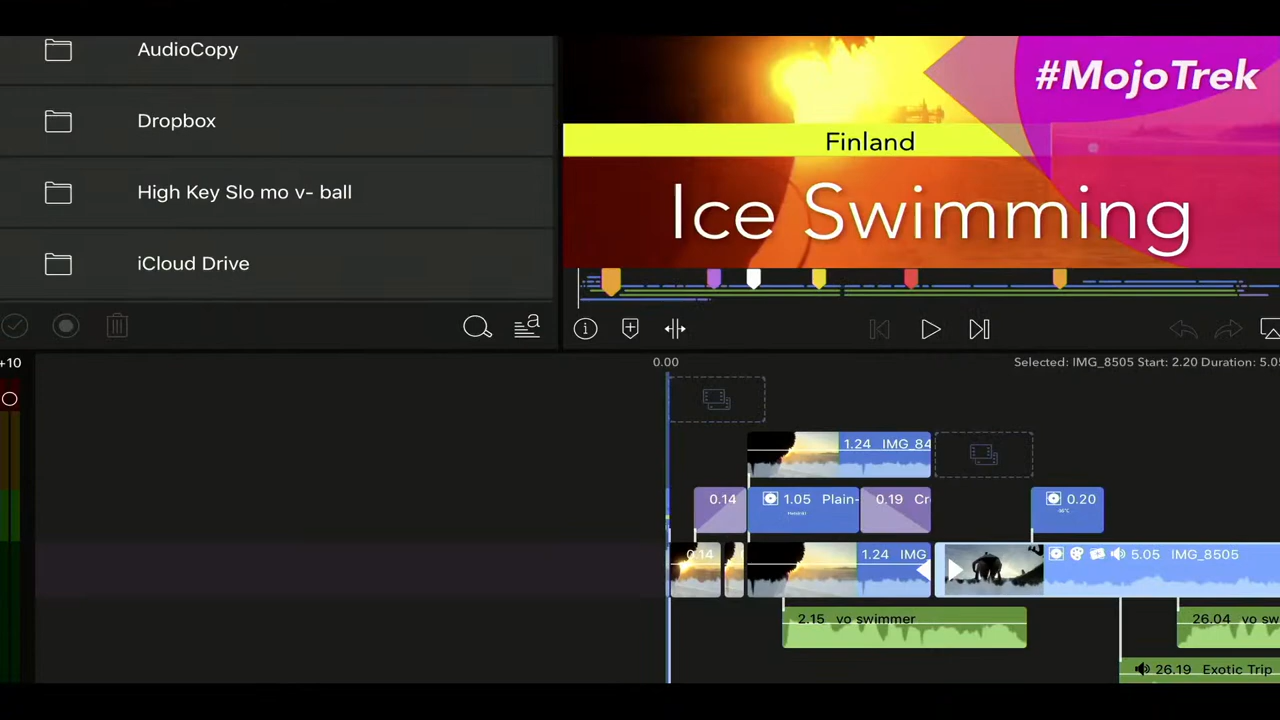 AudioCopy
Dropbox
High Key Slo mo v- ball
iCloud Drive
#MojoTrek
Finland
Ice Swimming
a
+10
0.00
Selected: IMG_8505 Start: 2.20 Duration: 5.05
1.24 IMG_84
0.14
1.05 Plain-
0.19 Cr
0.20
0.14
1.24 IMG
5.05 IMG_8505
2.15 vo swimmer
26.04 vo sw
26.19 Exotic Trip